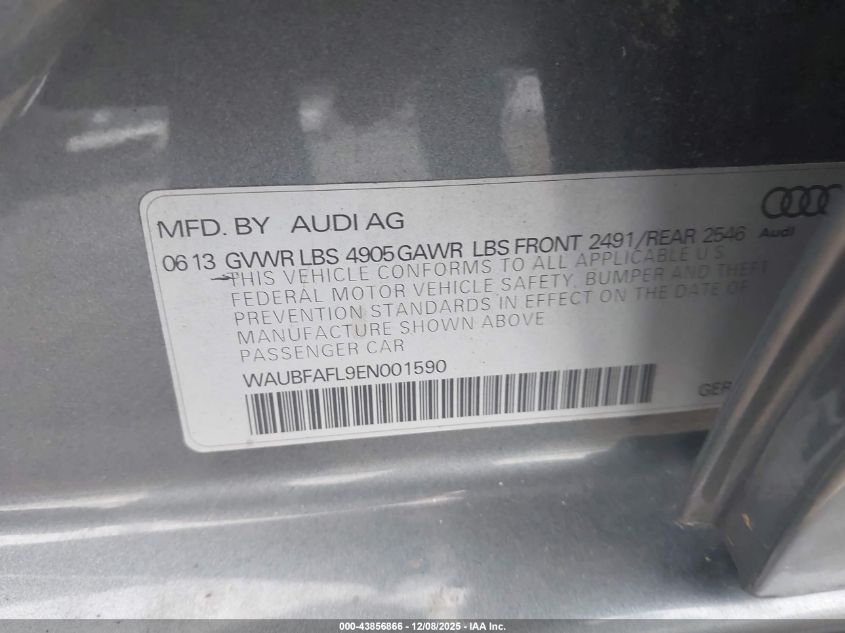 MFD. BY AUDI AG
0613 GVWR LBS 4905 GAWR LBS FRONT 2491/REAR 2546
Audi
THIS VEHICLE CONFORMS TO ALL APPLICABLE U.S.
FEDERAL MOTOR VEHICLE SAFETY, BUMPER AND THEFT
PREVENTION STANDARDS IN EFFECT ON THE DATE OF
MANUFACTURE SHOWN ABOVE
PASSENGER CAR
WAUBFAFL9EN001590
GER
000-43856866 - 12/08/2025 - IAA Inc.